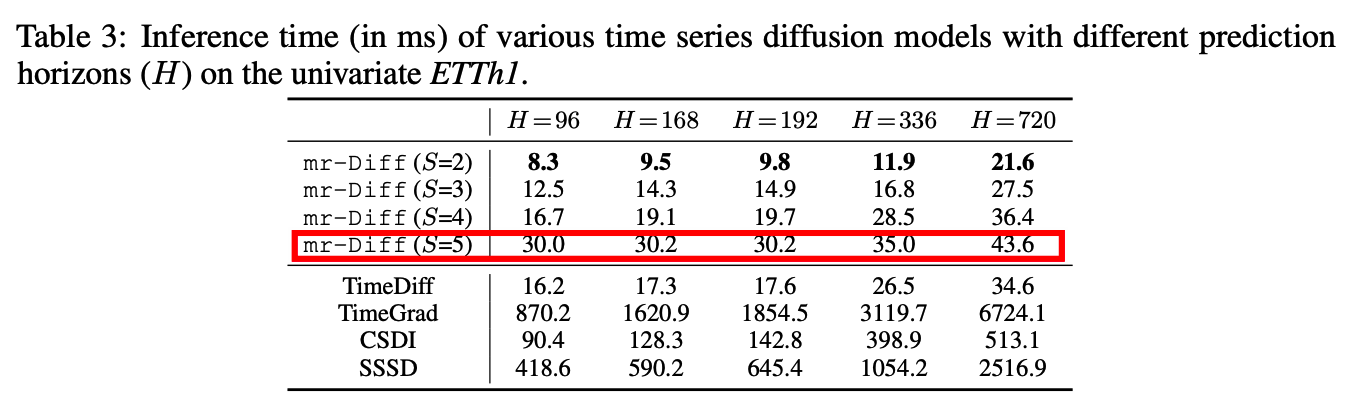 Table 3: Inference time (in ms) of various time series diffusion models with different prediction
horizons (H) on the univariate ETTh1.
H=96 H=168 H=192 H=336 H=720
mr-Diff (S=2) 8.3 9.5 9.8 11.9 21.6
mr-Diff (S=3) 12.5 14.3 14.9 16.8 27.5
mr-Diff (S=4) 16.7 19.1 19.7 28.5 36.4
mr-Diff (S=5) 30.0 30.2 30.2 35.0 43.6
TimeDiff 16.2 17.3 17.6 26.5 34.6
TimeGrad 870.2 1620.9 1854.5 3119.7 6724.1
CSDI 90.4 128.3 142.8 398.9 513.1
SSSD 418.6 590.2 645.4 1054.2 2516.9